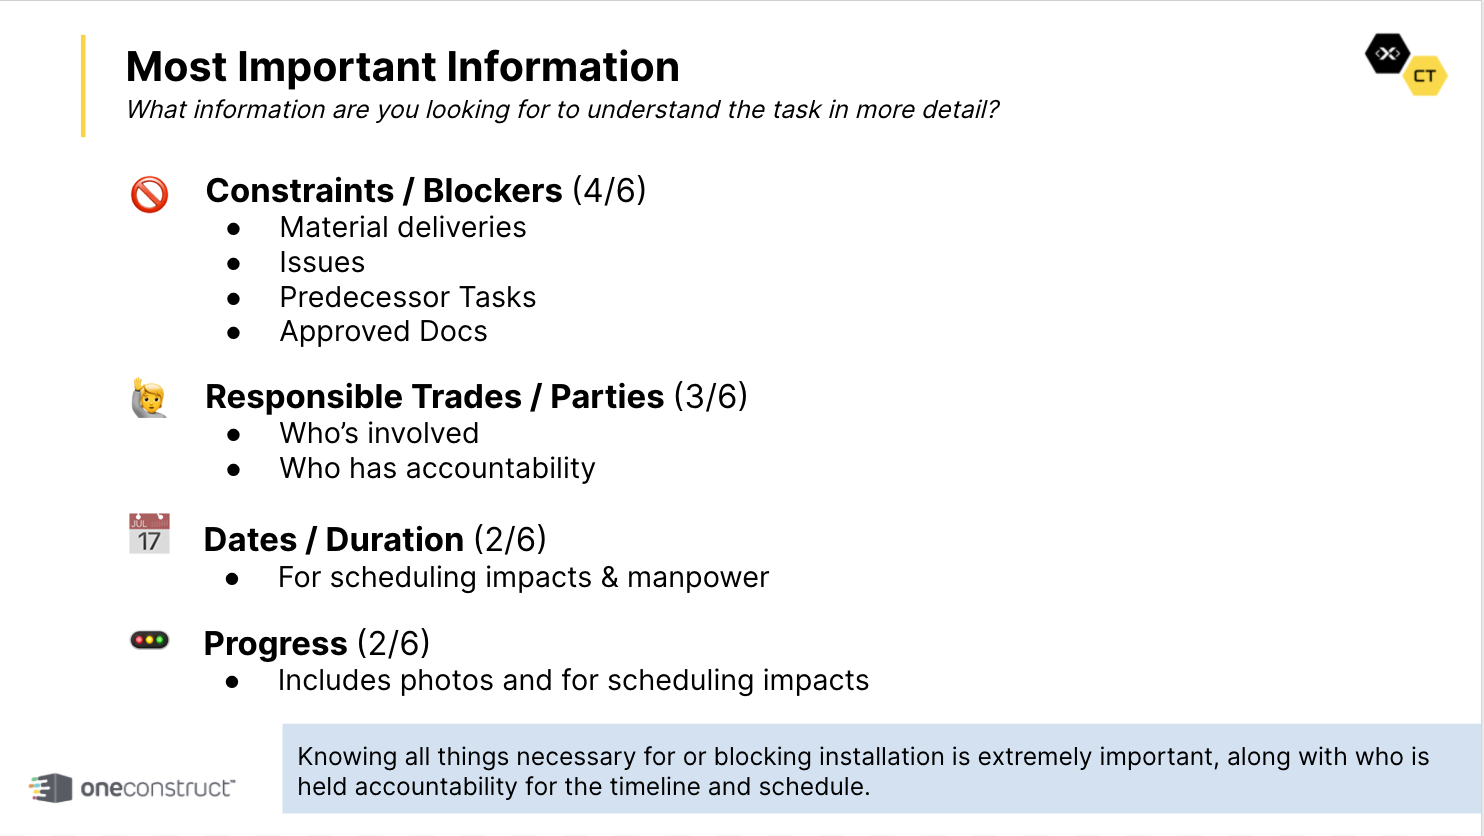 Most Important Information
What information are you looking for to understand the task in more detail?
CT
Constraints / Blockers (4/6)
● Material deliveries
● Issues
● Predecessor Tasks
● Approved Docs
Responsible Trades / Parties (3/6)
● Who’s involved
● Who has accountability
JUL
17
Dates / Duration (2/6)
● For scheduling impacts & manpower
Progress (2/6)
● Includes photos and for scheduling impacts
Knowing all things necessary for or blocking installation is extremely important, along with who is
held accountability for the timeline and schedule.
oneconstruct™